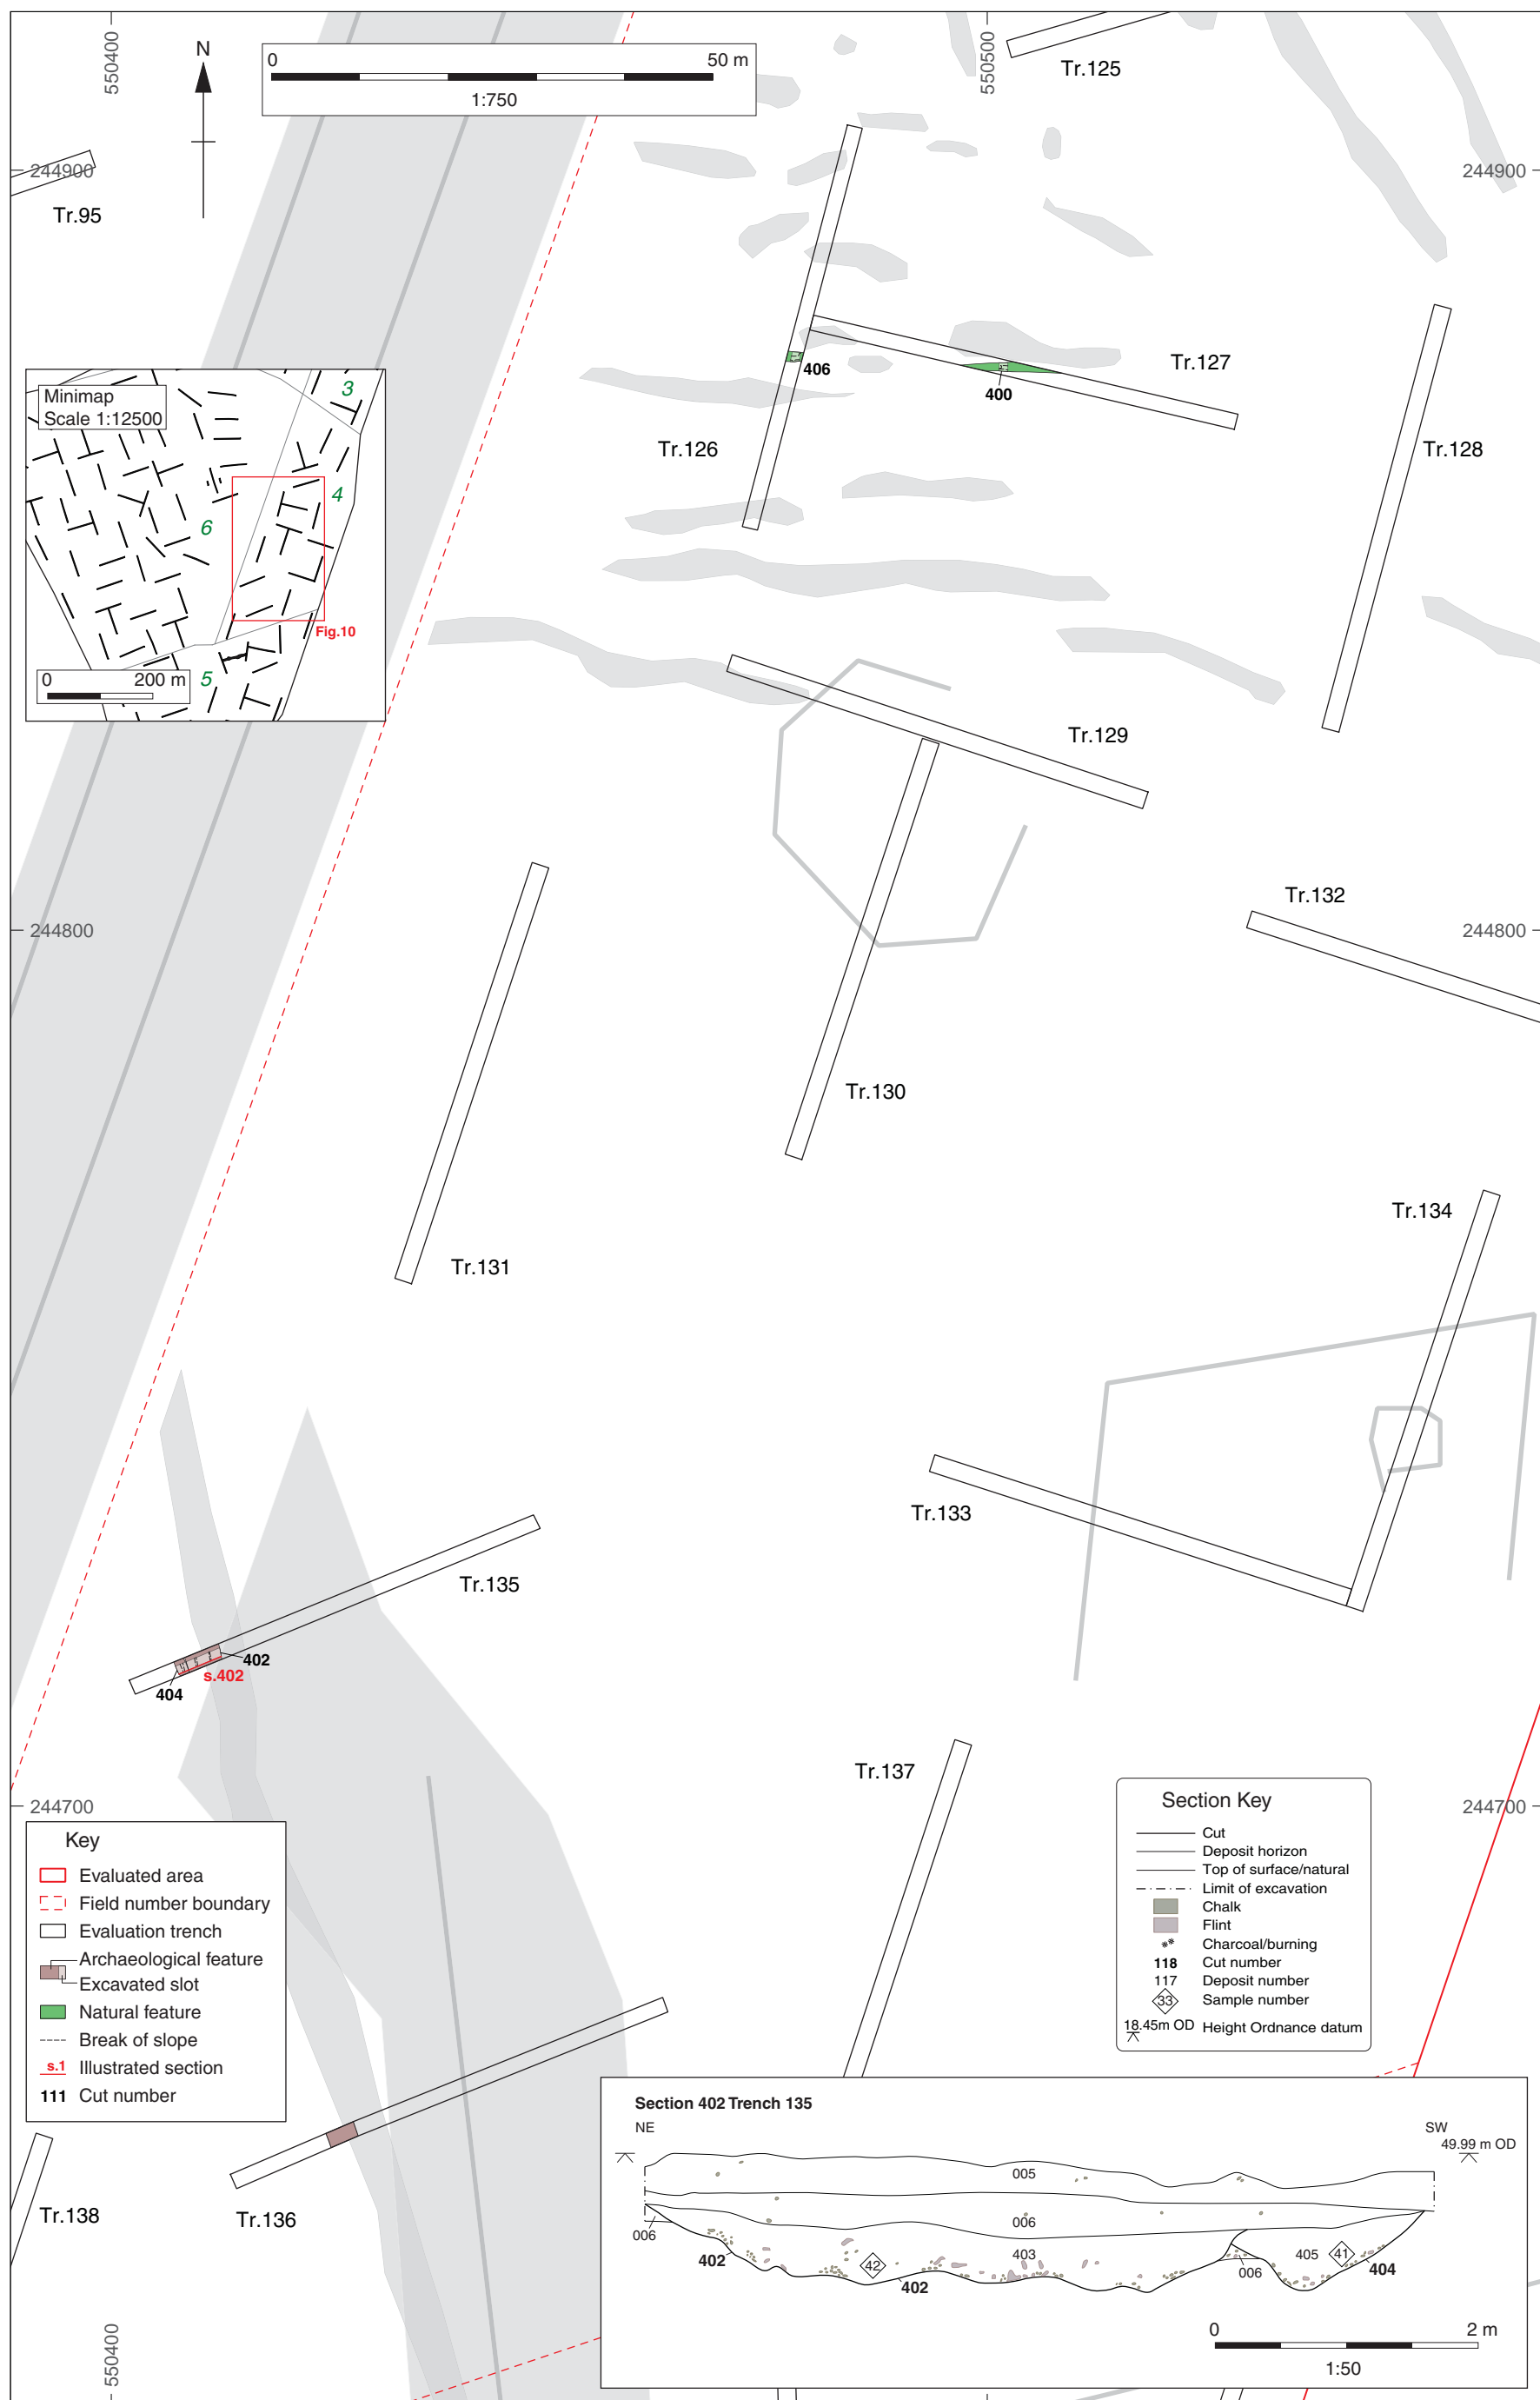 550400
N
0 50 m
1:750
550500
Tr.125
244900
244900
Tr.95
Tr.127
406
400
Tr.126
Tr.128
Minimap
Scale 1:12500
3
4
6
5
Fig.10
0 200 m
Tr.129
Tr.132
244800
244800
Tr.130
Tr.134
Tr.131
Tr.133
Tr.135
402
s.402
404
Tr.137
244700
244700
Key
Evaluated area
Field number boundary
Evaluation trench
Archaeological feature
Excavated slot
Natural feature
Break of slope
s.1 Illustrated section
111 Cut number
Section Key
Cut
Deposit horizon
Top of surface/natural
Limit of excavation
Chalk
Flint
Charcoal/burning
118 Cut number
117 Deposit number
33 Sample number
18.45m OD Height Ordnance datum
Tr.138
Tr.136
550400
Section 402 Trench 135
NE SW
49.99 m OD
005
006
006
403
402
42
402
006
405
41
404
0 2 m
1:50